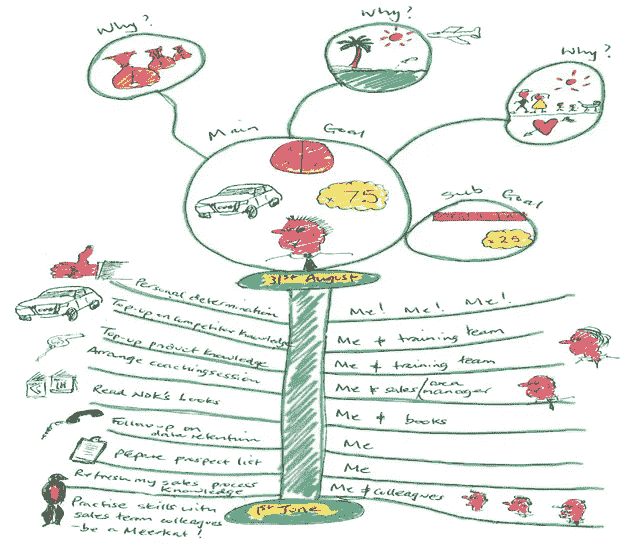 Why?
Why?
Why?
Main Goal
75
Sub Goal
25
31st August
Personal determination
Me! Me! Me!
Top-up on competitor knowledge
Me & training team
Top-up product knowledge
Me & training team
Arrange coaching session
Me & sales/area manager
Read NDK's books
Me & books
Follow-up on
data retention
Me
Prepare prospect list
Me
Refresh my sales process
knowledge
Me & colleagues
Practise skills with
sales team colleagues
- be a Meerkat!
1st June